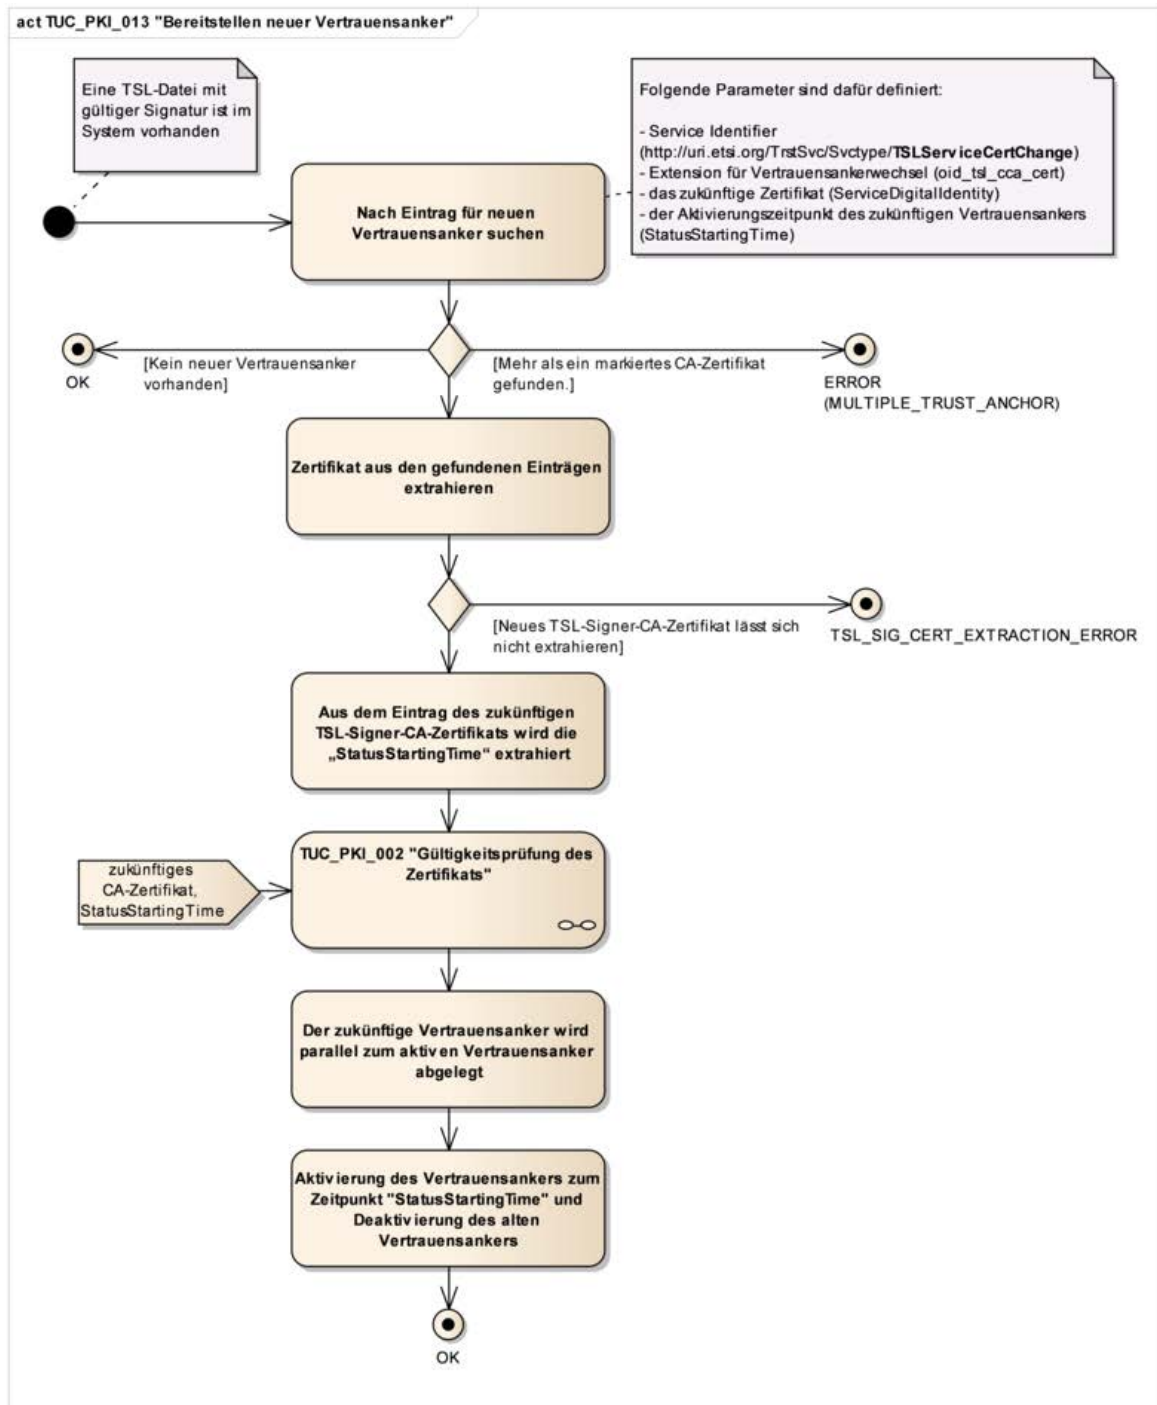 act TUC_PKI_013 "Bereitstellen neuer Vertrauensanker"
Eine TSL-Datei mit
gültiger Signatur ist im
System vorhanden
Folgende Parameter sind dafür definiert:
- Service Identifier
(http://uri.etsi.org/TrstSvc/Svctype/TSLServiceCertChange)
- Extension für Vertrauensankerwechsel (oid_tsl_cca_cert)
- das zukünftige Zertifikat (ServiceDigitalIdentity)
- der Aktivierungszeitpunkt des zukünftigen Vertrauensankers
(StatusStartingTime)
Nach Eintrag für neuen
Vertrauensanker suchen
[Kein neuer Vertrauensanker
vorhanden]
OK
[Mehr als ein markiertes CA-Zertifikat
gefunden.]
ERROR
(MULTIPLE_TRUST_ANCHOR)
Zertifikat aus den gefundenen Einträgen
extrahieren
[Neues TSL-Signer-CA-Zertifikat lässt sich
nicht extrahieren]
TSL_SIG_CERT_EXTRACTION_ERROR
Aus dem Eintrag des zukünftigen
TSL-Signer-CA-Zertifikats wird die
„StatusStartingTime“ extrahiert
TUC_PKI_002 "Gültigkeitsprüfung des
Zertifikats"
zukünftiges
CA-Zertifikat,
StatusStartingTime
Der zukünftige Vertrauensanker wird
parallel zum aktiven Vertrauensanker
abgelegt
Aktivierung des Vertrauensankers zum
Zeitpunkt "StatusStartingTime" und
Deaktivierung des alten
Vertrauensankers
OK